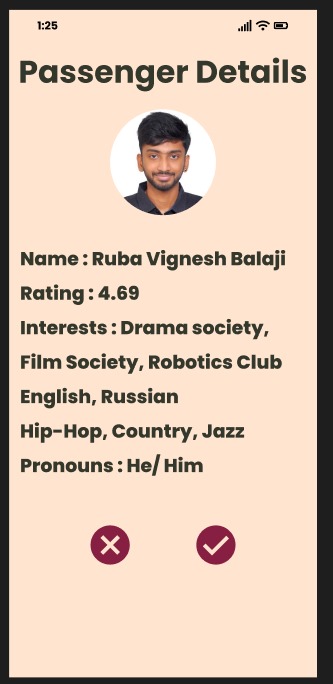 1:25
Passenger Details
Name : Ruba Vignesh Balaji
Rating : 4.69
Interests : Drama society,
Film Society, Robotics Club
English, Russian
Hip-Hop, Country, Jazz
Pronouns : He/ Him